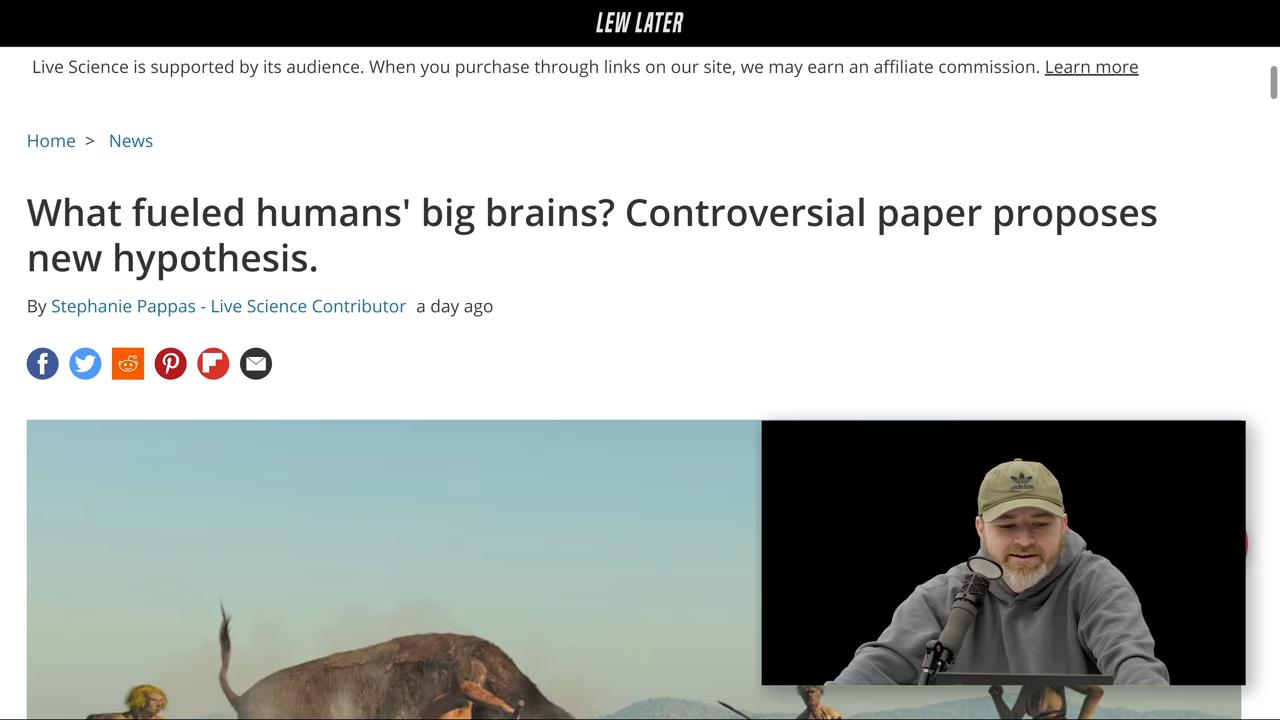 LEW LATER
Live Science is supported by its audience. When you purchase through links on our site, we may earn an affiliate commission. Learn more
Home > News
What fueled humans' big brains? Controversial paper proposes
new hypothesis.
By Stephanie Pappas - Live Science Contributor a day ago
adidas